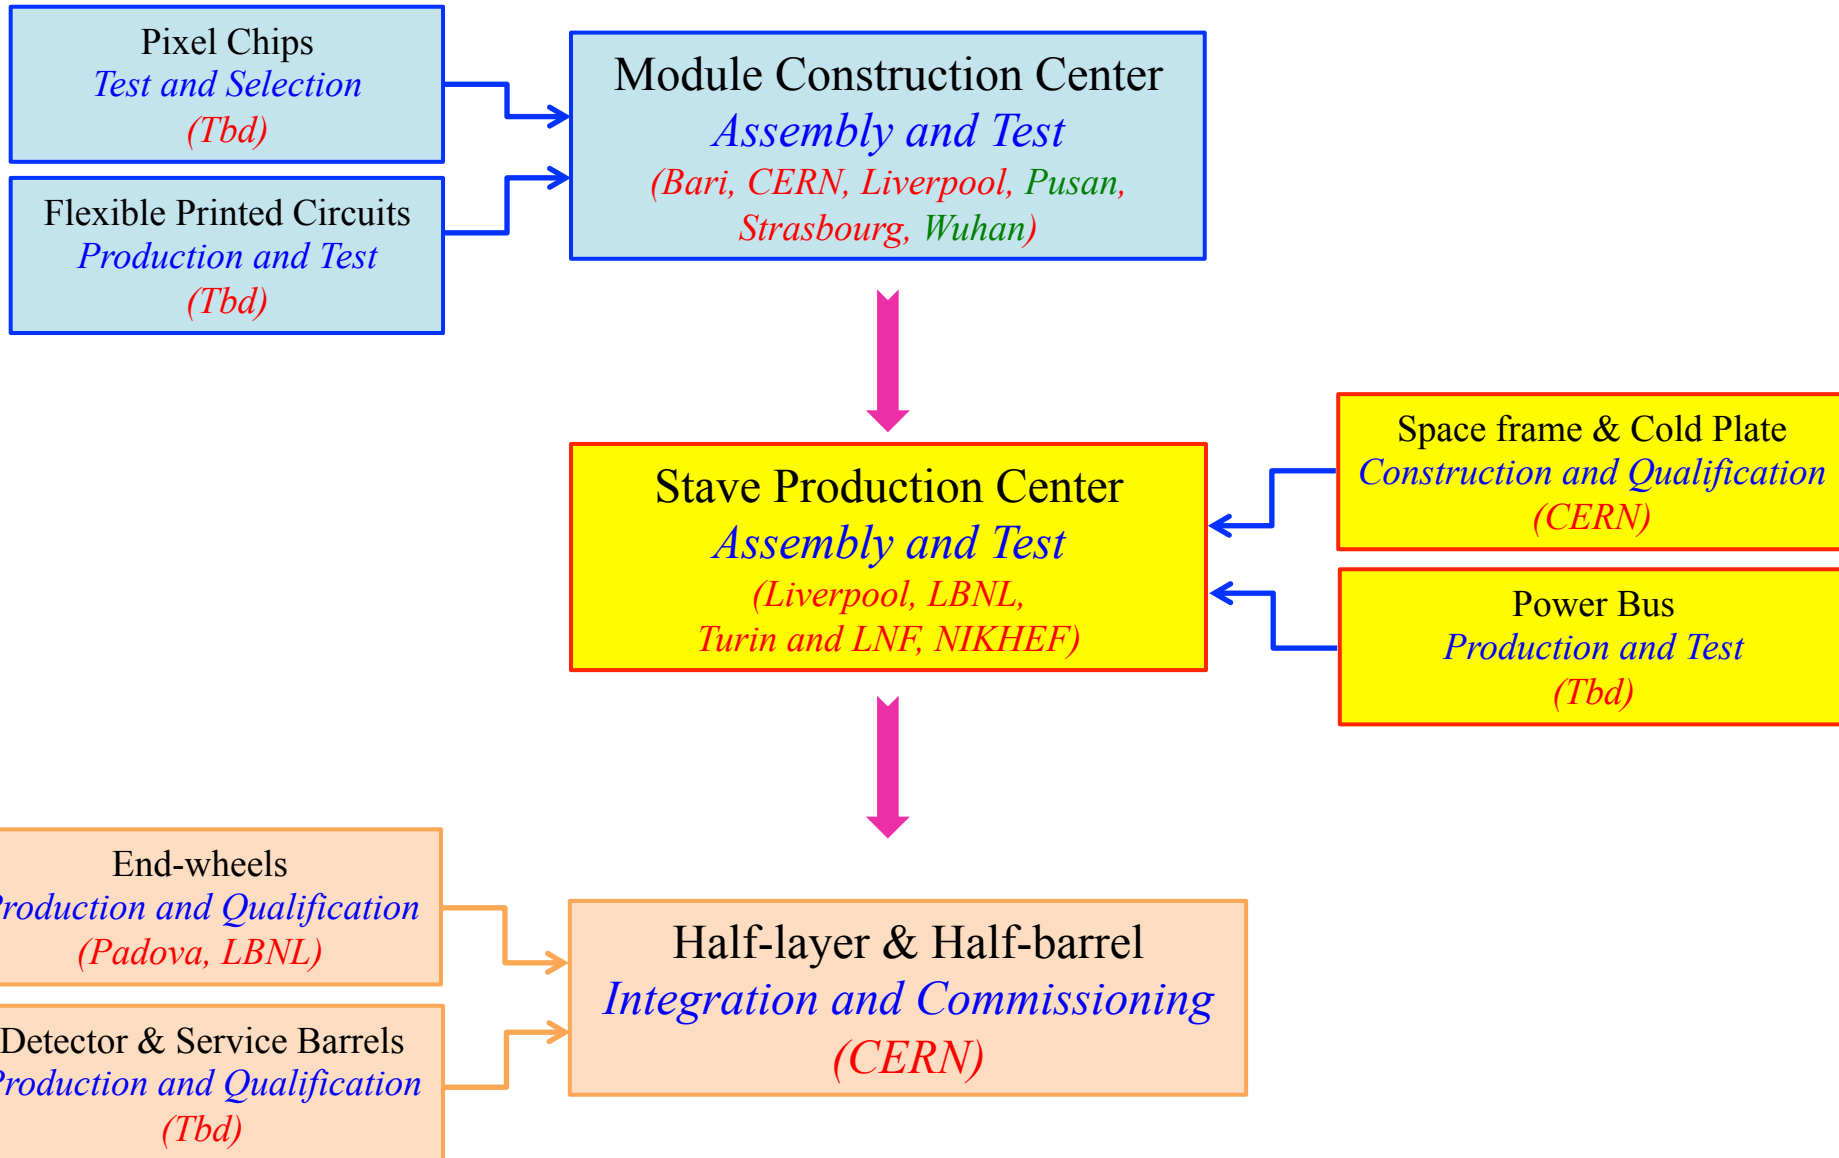 Pixel Chips
Test and Selection
(Tbd)
Flexible Printed Circuits
Production and Test
(Tbd)
Module Construction Center
Assembly and Test
(Bari, CERN, Liverpool, Pusan,
Strasbourg, Wuhan)
Stave Production Center
Assembly and Test
(Liverpool, LBNL,
Turin and LNF, NIKHEF)
Space frame & Cold Plate
Construction and Qualification
(CERN)
Power Bus
Production and Test
(Tbd)
End-wheels
Production and Qualification
(Padova, LBNL)
Detector & Service Barrels
Production and Qualification
(Tbd)
Half-layer & Half-barrel
Integration and Commissioning
(CERN)